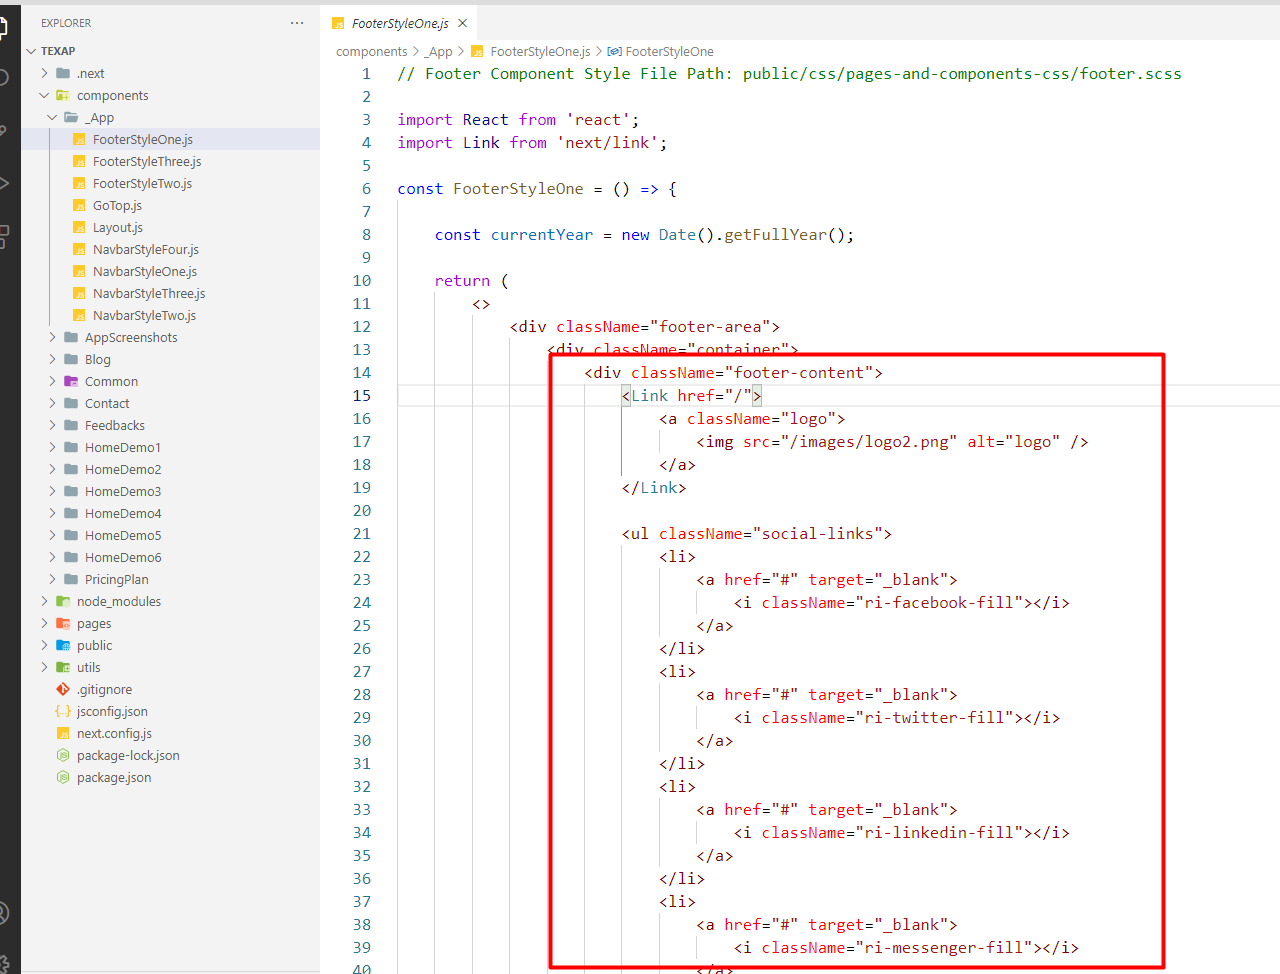 EXPLORER
TEXAP
.next
components
_App
FooterStyleOne.js
FooterStyleThree.js
FooterStyleTwo.js
GoTop.js
Layout.js
NavbarStyleFour.js
NavbarStyleOne.js
NavbarStyleThree.js
NavbarStyleTwo.js
AppScreenshots
Blog
Common
Contact
Feedbacks
HomeDemo1
HomeDemo2
HomeDemo3
HomeDemo4
HomeDemo5
HomeDemo6
PricingPlan
node_modules
pages
public
utils
.gitignore
jsconfig.json
next.config.js
package-lock.json
package.json
FooterStyleOne.js
components > _App > FooterStyleOne.js > FooterStyleOne
1 // Footer Component Style File Path: public/css/pages-and-components-css/footer.scss
2
3 import React from 'react';
4 import Link from 'next/link';
5
6 const FooterStyleOne = () => {
7
8 const currentYear = new Date().getFullYear();
9
10 return (
11 <>
12 <div className="footer-area">
13 <div className="container">
14 <div className="footer-content">
15 <Link href="/">
16 <a className="logo">
17 <img src="/images/logo2.png" alt="logo" />
18 </a>
19 </Link>
20
21 <ul className="social-links">
22 <li>
23 <a href="#" target="_blank">
24 <i className="ri-facebook-fill"></i>
25 </a>
26 </li>
27 <li>
28 <a href="#" target="_blank">
29 <i className="ri-twitter-fill"></i>
30 </a>
31 </li>
32 <li>
33 <a href="#" target="_blank">
34 <i className="ri-linkedin-fill"></i>
35 </a>
36 </li>
37 <li>
38 <a href="#" target="_blank">
39 <i className="ri-messenger-fill"></i>
40 </a>